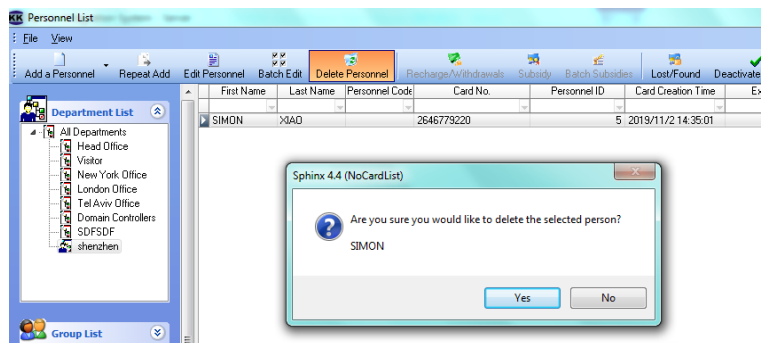 KK Personnel List
File View
Add a Personnel Repeat Add Edit Personnel Batch Edit Delete Personnel Recharge/Withdrawals Subsidy Batch Subsidies Lost/Found Deactivate
First Name Last Name Personnel Code Card No. Personnel ID Card Creation Time Ex
SIMON XIAO 2646779220 5 2019/11/2 14:35:01
Department List
All Departments
Head Office
Visitor
New York Office
London Office
Tel Aviv Office
Domain Controllers
SDFSDF
shenzhen
Group List
Sphinx 4.4 (NoCardList)
Are you sure you would like to delete the selected person?
SIMON
Yes No